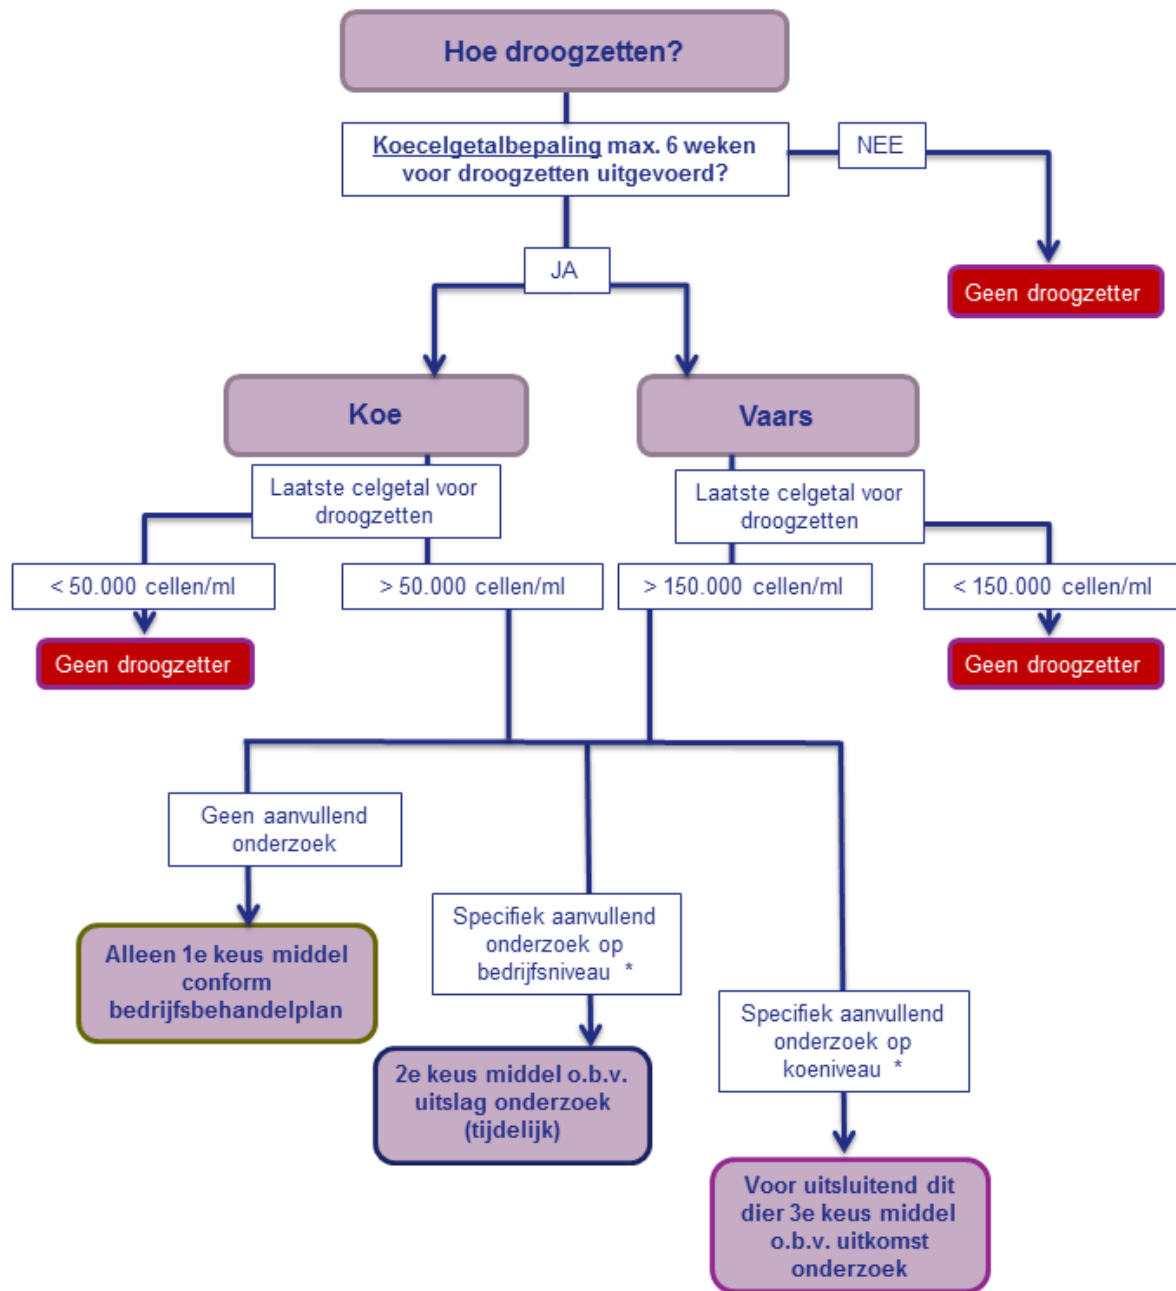 Hoe droogzetten?
Koecelgetalbepaling max. 6 weken
voor droogzetten uitgevoerd?
NEE
JA
Geen droogzetter
Koe
Vaars
Laatste celgetal voor
droogzetten
Laatste celgetal voor
droogzetten
< 50.000 cellen/ml
> 50.000 cellen/ml
> 150.000 cellen/ml
< 150.000 cellen/ml
Geen droogzetter
Geen droogzetter
Geen aanvullend
onderzoek
Alleen 1e keus middel
conform
bedrijfsbehandelplan
Specifiek aanvullend
onderzoek op
bedrijfsniveau *
2e keus middel o.b.v.
uitslag onderzoek
(tijdelijk)
Specifiek aanvullend
onderzoek op
koeniveau *
Voor uitsluitend dit
dier 3e keus middel
o.b.v. uitkomst
onderzoek